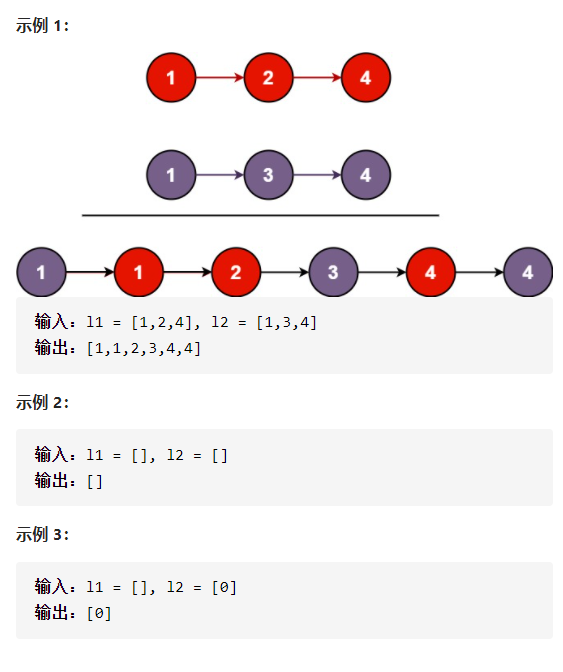 示例 1：
1 2 4
1 3 4
1 1 2 3 4 4
输入：l1 = [1,2,4], l2 = [1,3,4]
输出：[1,1,2,3,4,4]
示例 2：
输入：l1 = [], l2 = []
输出：[]
示例 3：
输入：l1 = [], l2 = [0]
输出：[0]